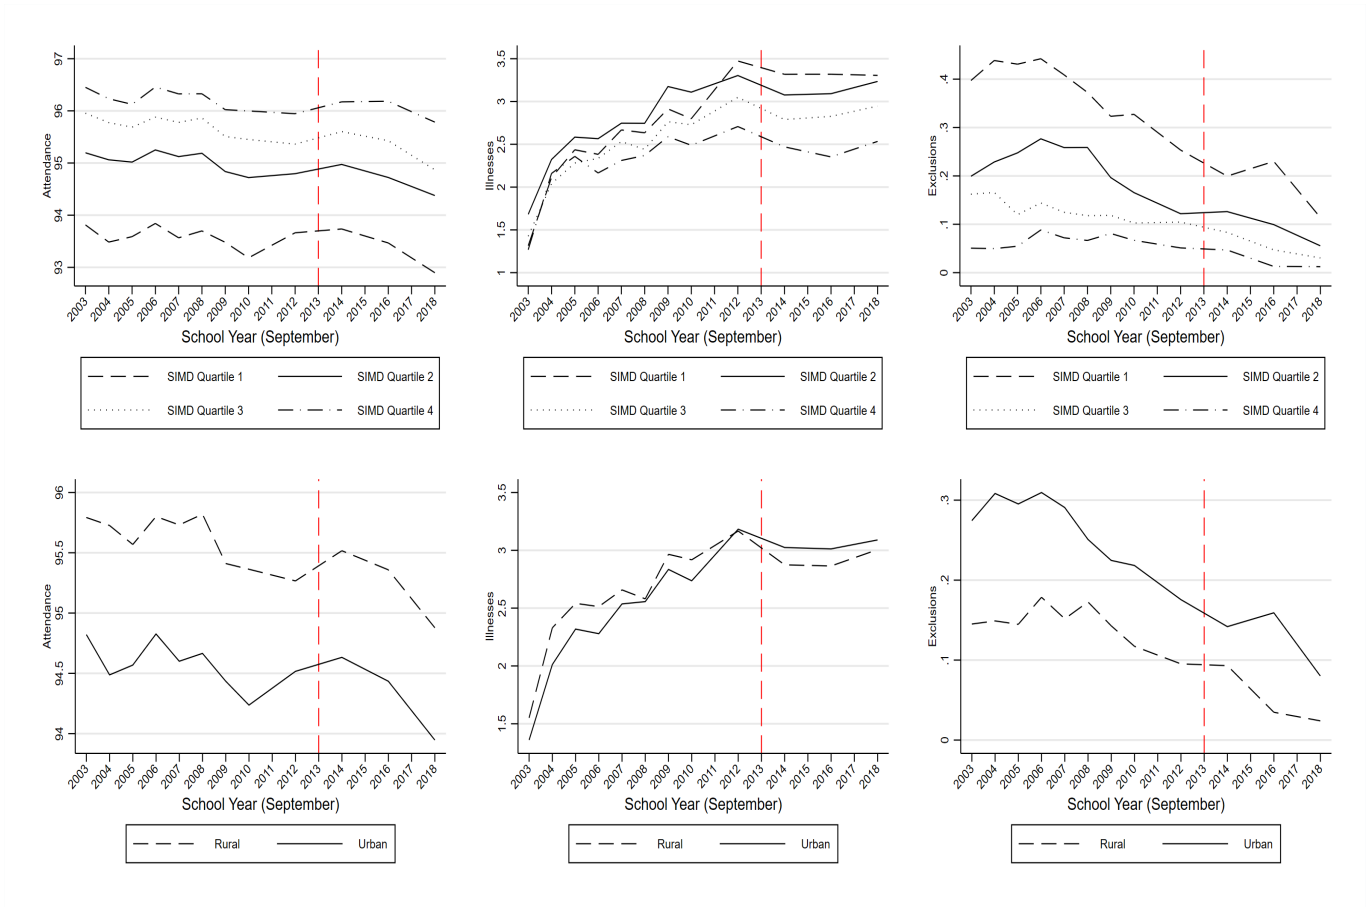 Attendance
97
96
95
94
93
2003 2004 2005 2006 2007 2008 2009 2010 2011 2012 2013 2014 2015 2016 2017 2018
School Year (September)
SIMD Quartile 1 SIMD Quartile 2
SIMD Quartile 3 SIMD Quartile 4
Illnesses
3.5
3
2.5
2
1.5
1
2003 2004 2005 2006 2007 2008 2009 2010 2011 2012 2013 2014 2015 2016 2017 2018
School Year (September)
SIMD Quartile 1 SIMD Quartile 2
SIMD Quartile 3 SIMD Quartile 4
Exclusions
.4
.3
.2
.1
0
2003 2004 2005 2006 2007 2008 2009 2010 2011 2012 2013 2014 2015 2016 2017 2018
School Year (September)
SIMD Quartile 1 SIMD Quartile 2
SIMD Quartile 3 SIMD Quartile 4
Attendance
96
95.5
95
94.5
94
2003 2004 2005 2006 2007 2008 2009 2010 2011 2012 2013 2014 2015 2016 2017 2018
School Year (September)
Rural Urban
Illnesses
3.5
3
2.5
2
1.5
2003 2004 2005 2006 2007 2008 2009 2010 2011 2012 2013 2014 2015 2016 2017 2018
School Year (September)
Rural Urban
Exclusions
.3
.2
.1
0
2003 2004 2005 2006 2007 2008 2009 2010 2011 2012 2013 2014 2015 2016 2017 2018
School Year (September)
Rural Urban